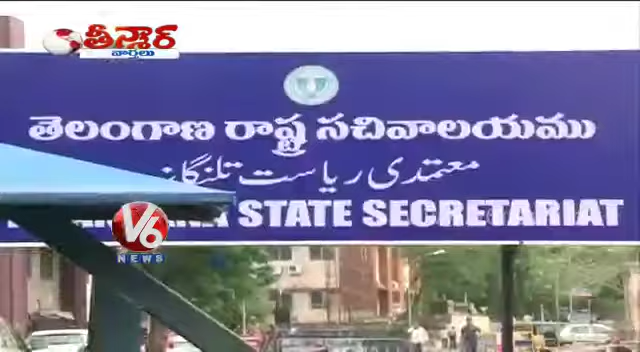 తీన్మార్
వార్తలు
తెలంగాణ రాష్ట్ర సచివాలయము
معتمدی ریاست تلنگانہ
STATE SECRETARIAT
V6
NEWS